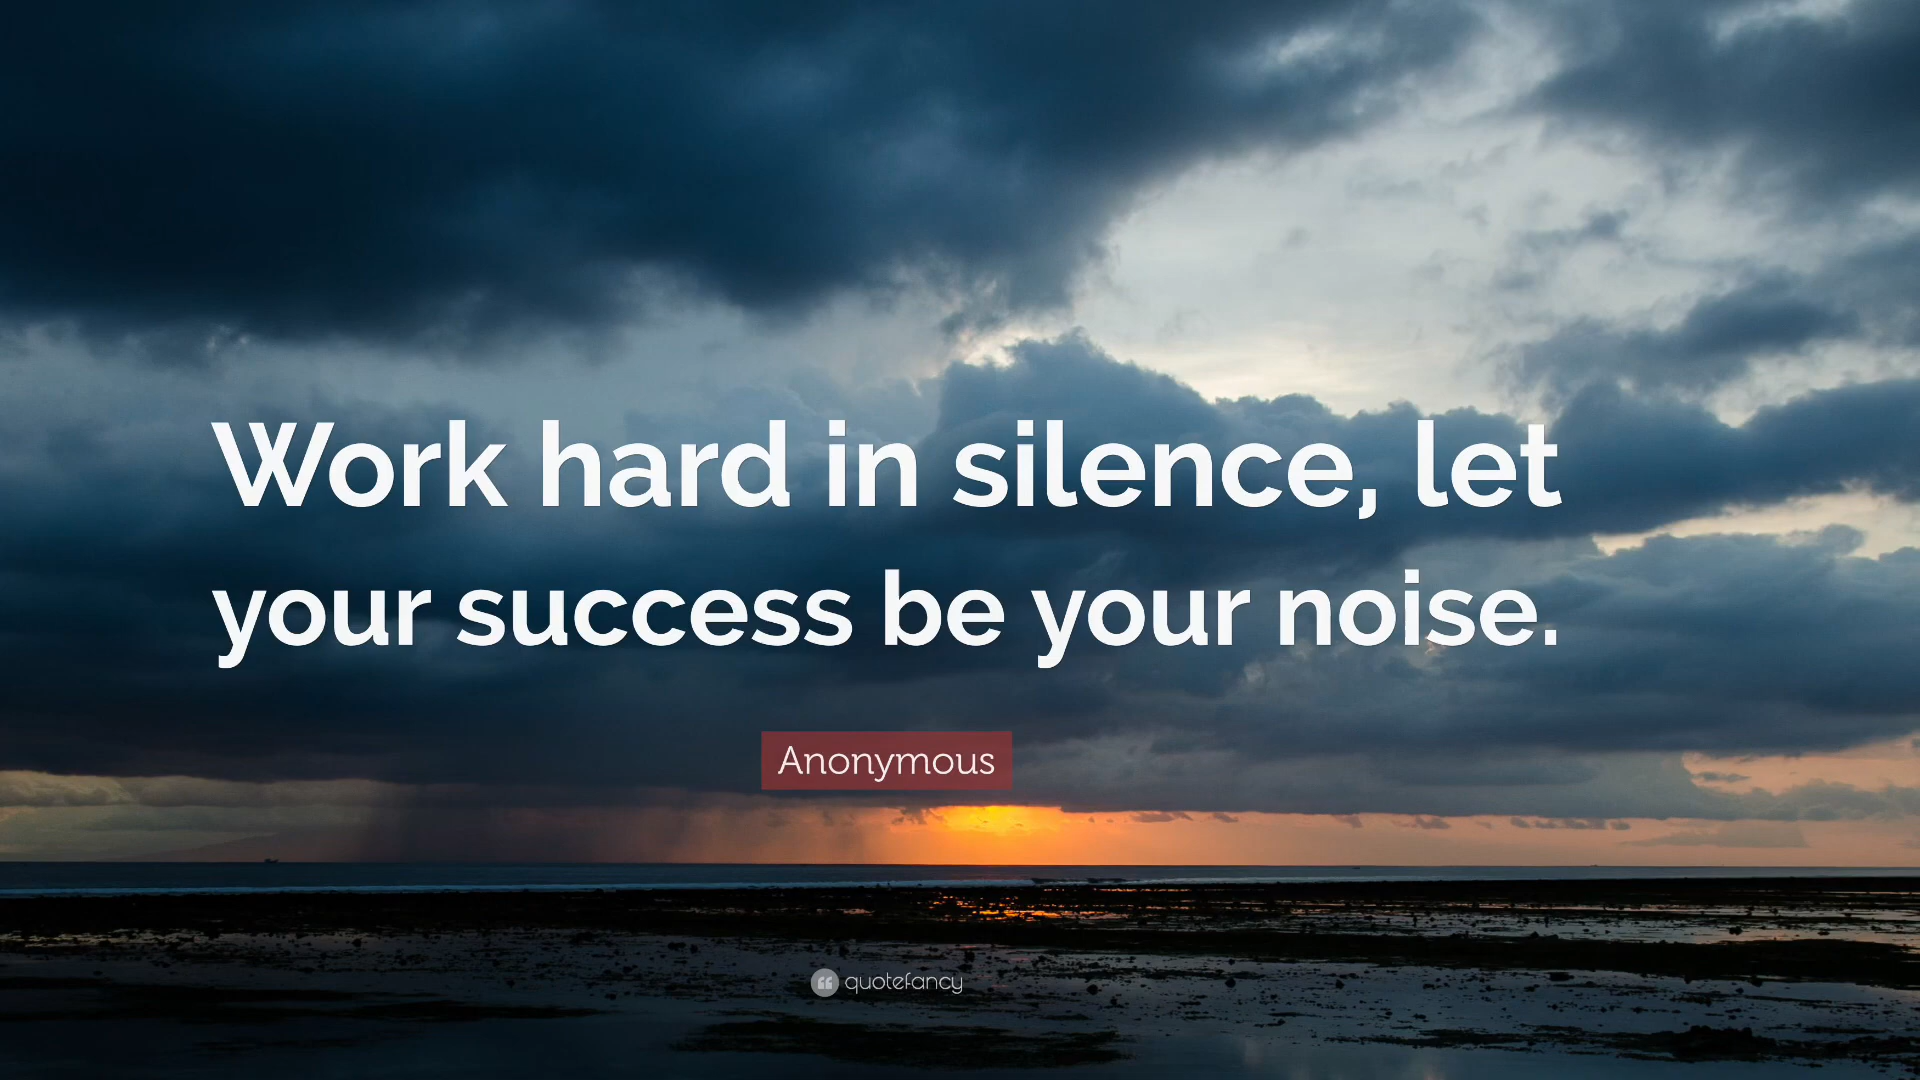 Work hard in silence, let
your success be your noise.
Anonymous
quotefancy